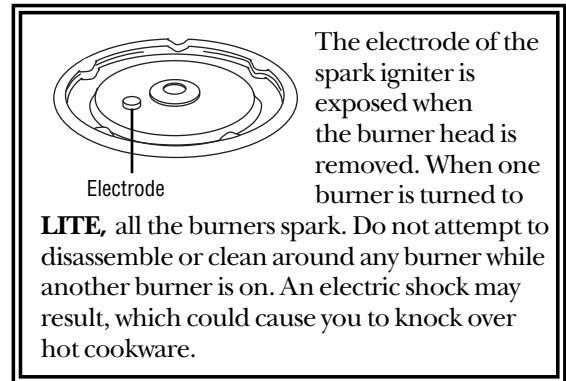 The electrode of the
spark igniter is
exposed when
the burner head is
removed. When one
burner is turned to
Electrode
LITE, all the burners spark. Do not attempt to
disassemble or clean around any burner while
another burner is on. An electric shock may
result, which could cause you to knock over
hot cookware.